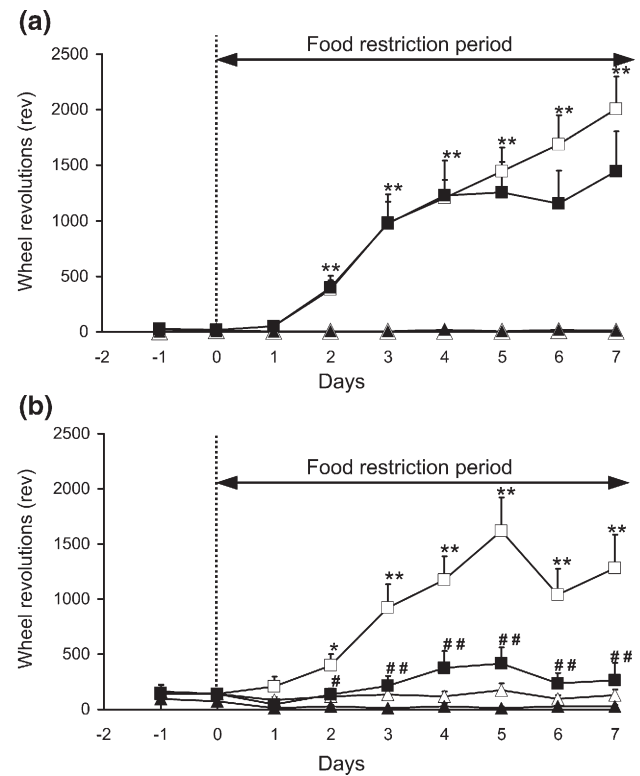 (a)
Food restriction period
Wheel revolutions (rev)
2500
2000
1500
1000
500
0
** ** ** ** ** **
-2 -1 0 1 2 3 4 5 6 7
Days
(b)
Food restriction period
Wheel revolutions (rev)
2500
2000
1500
1000
500
0
* ** ** ** ** **
# ## ## ## ## ##
-2 -1 0 1 2 3 4 5 6 7
Days